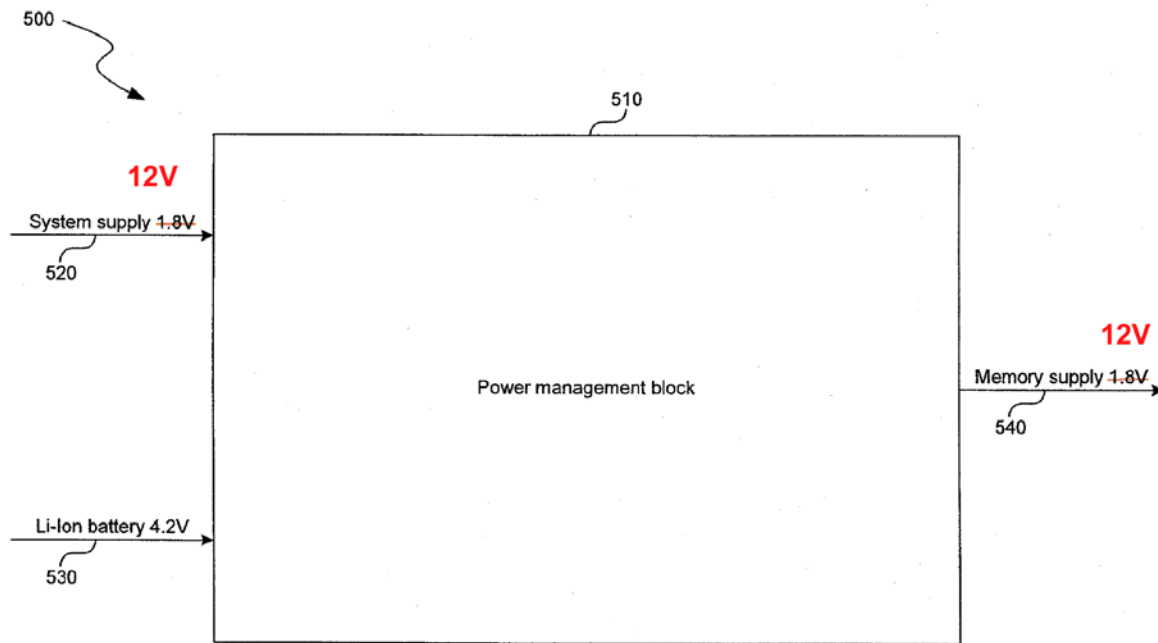 500
510
12V
System supply 1.8V
520
12V
Power management block
Memory supply 1.8V
540
Li-Ion battery 4.2V
530